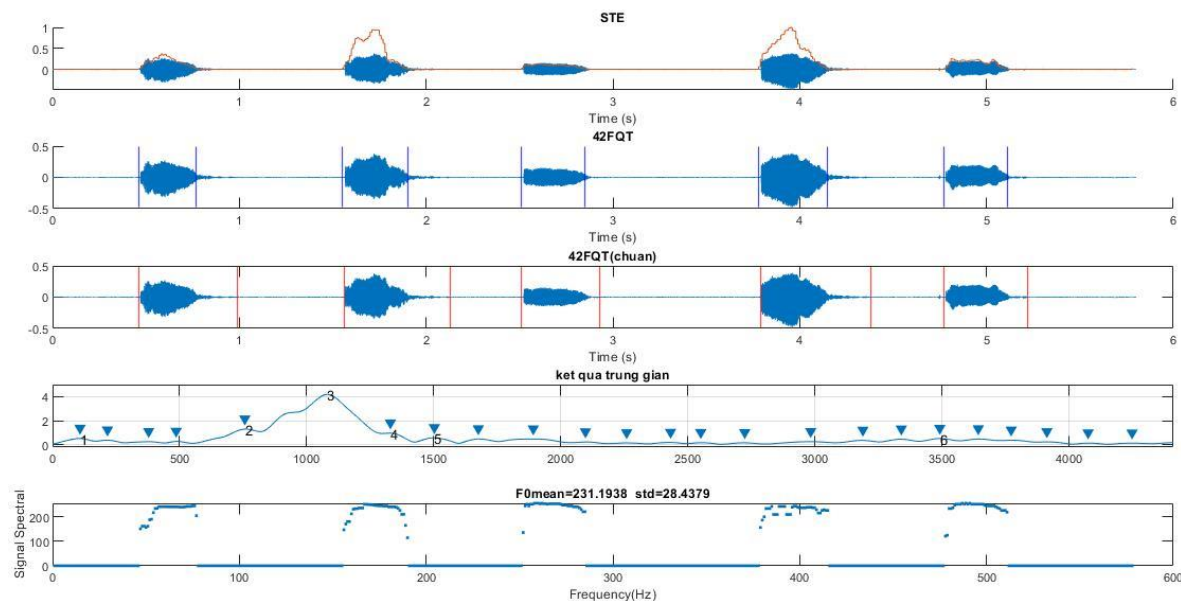 STE
1
0.5
0
0 1 2 3 4 5 6
Time (s)
42FQT
0.5
0
-0.5
0 1 2 3 4 5 6
Time (s)
42FQT(chuan)
0.5
0
-0.5
0 1 2 3 4 5 6
Time (s)
ket qua trung gian
4
2
0
1 2 3 4 5 6
0 500 1000 1500 2000 2500 3000 3500 4000
F0mean=231.1938 std=28.4379
Signal Spectral
200
100
0
0 100 200 300 400 500 600
Frequency(Hz)